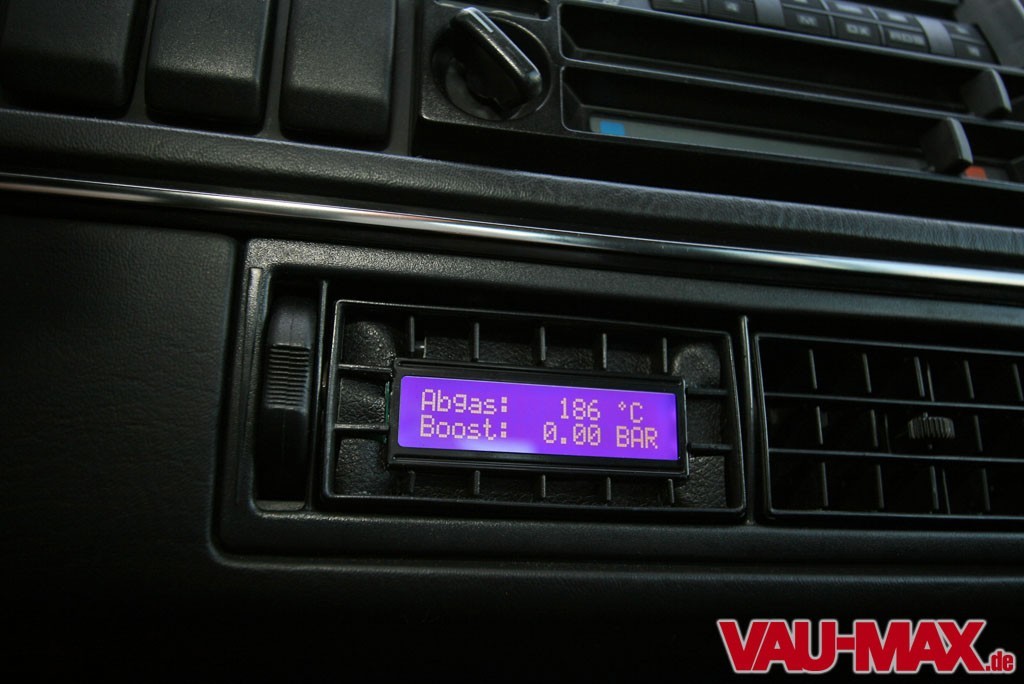 Abgas: 186 °C
Boost: 0.00 BAR
VAU-MAX.de